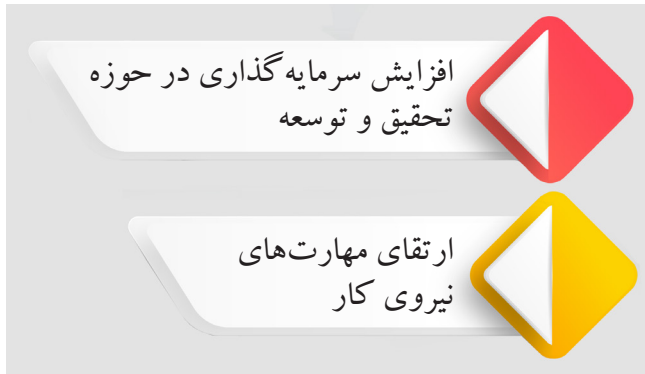 افزایش سرمایه‌گذاری در حوزه
تحقیق و توسعه
ارتقای مهارت‌های
نیروی کار